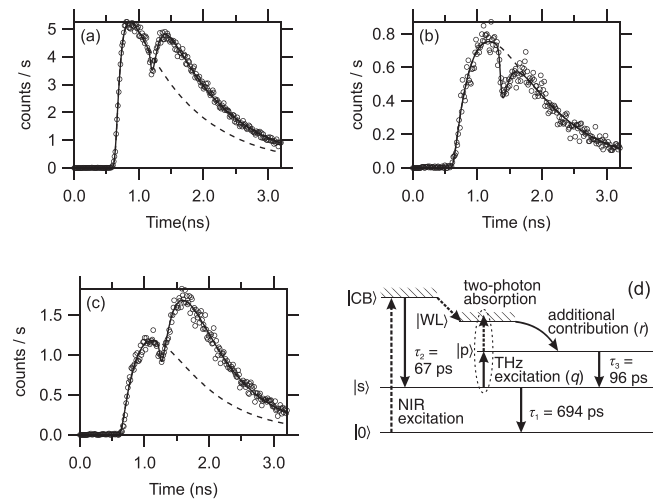 (a)
counts / s
5
4
3
2
1
0
0.0 1.0 2.0 3.0
Time(ns)
(b)
counts / s
0.8
0.6
0.4
0.2
0
0.0 1.0 2.0 3.0
Time (ns)
(c)
counts / s
1.5
1.0
0.5
0.0
0.0 1.0 2.0 3.0
Time (ns)
(d)
two-photon
absorption
|CB⟩
|WL⟩
additional
contribution (r)
|p⟩
τ2 =
67 ps
THz
excitation (q)
τ3 =
96 ps
|s⟩
NIR
excitation
τ1 = 694 ps
|0⟩